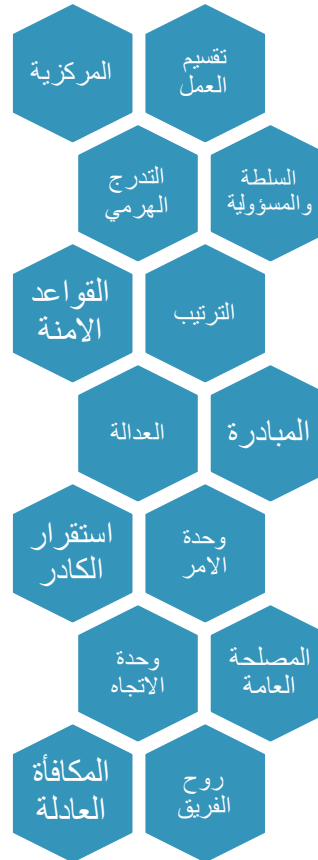 تقسيم
العمل
المركزية
السلطة
والمسؤولية
التدرج
الهرمي
الترتيب
القواعد
الامنة
المبادرة
العدالة
وحدة
الامر
استقرار
الكادر
المصلحة
العامة
وحدة
الاتجاه
روح
الفريق
المكافأة
العادلة